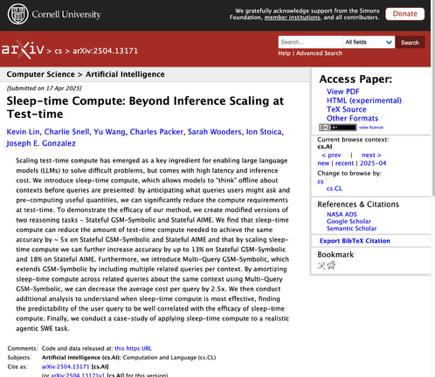 Cornell University
We gratefully acknowledge support from the Simons
Foundation, member institutions, and all contributors.
Donate
arXiv > cs > arXiv:2504.13171
Search...
All fields
Search
Help | Advanced Search
Computer Science > Artificial Intelligence
[Submitted on 17 Apr 2025]
Sleep-time Compute: Beyond Inference Scaling at
Test-time
Kevin Lin, Charlie Snell, Yu Wang, Charles Packer, Sarah Wooders, Ion Stoica,
Joseph E. Gonzalez
Scaling test-time compute has emerged as a key ingredient for enabling large language
models (LLMs) to solve difficult problems, but comes with high latency and inference
cost. We introduce sleep-time compute, which allows models to "think" offline about
contexts before queries are presented: by anticipating what queries users might ask and
pre-computing useful quantities, we can significantly reduce the compute requirements
at test-time. To demonstrate the efficacy of our method, we create modified versions of
two reasoning tasks - Stateful GSM-Symbolic and Stateful AIME. We find that sleep-time
compute can reduce the amount of test-time compute needed to achieve the same
accuracy by ~ 5x on Stateful GSM-Symbolic and Stateful AIME and that by scaling sleep-
time compute we can further increase accuracy by up to 13% on Stateful GSM-Symbolic
and 18% on Stateful AIME. Furthermore, we introduce Multi-Query GSM-Symbolic, which
extends GSM-Symbolic by including multiple related queries per context. By amortizing
sleep-time compute across related queries about the same context using Multi-Query
GSM-Symbolic, we can decrease the average cost per query by 2.5x. We then conduct
additional analysis to understand when sleep-time compute is most effective, finding
the predictability of the user query to be well correlated with the efficacy of sleep-time
compute. Finally, we conduct a case-study of applying sleep-time compute to a realistic
agentic SWE task.
Comments: Code and data released at: this https URL
Subjects: Artificial Intelligence (cs.AI); Computation and Language (cs.CL)
Cite as: arXiv:2504.13171 [cs.AI]
(or arXiv:2504.13171v1 [cs.AI] for this version)
Access Paper:
View PDF
HTML (experimental)
TeX Source
Other Formats
view license
Current browse context:
cs.AI
< prev | next >
new | recent | 2025-04
Change to browse by:
cs
cs.CL
References & Citations
NASA ADS
Google Scholar
Semantic Scholar
Export BibTeX Citation
Bookmark